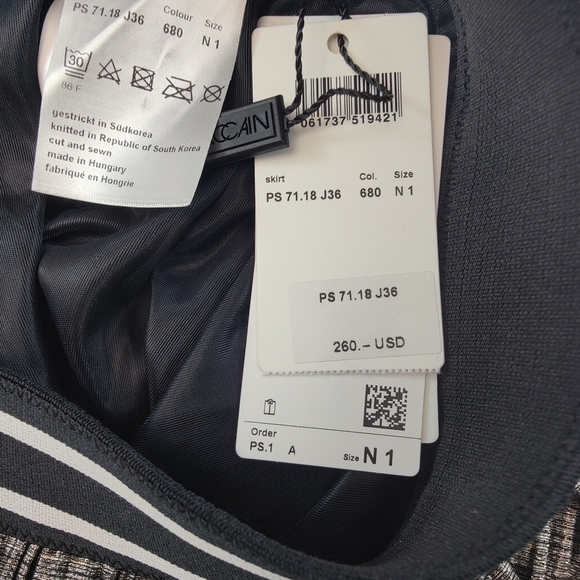 Colour Size
PS 71.18 J36 680 N 1
30
86 F
gestrickt in Südkorea
knitted in Republic of South Korea
cut and sewn
made in Hungary
fabriqué en Hongrie
CCAIN
061737 519421
skirt Col. Size
PS 71.18 J36 680 N 1
PS 71.18 J36
260.– USD
Order
PS.1 A Size N 1